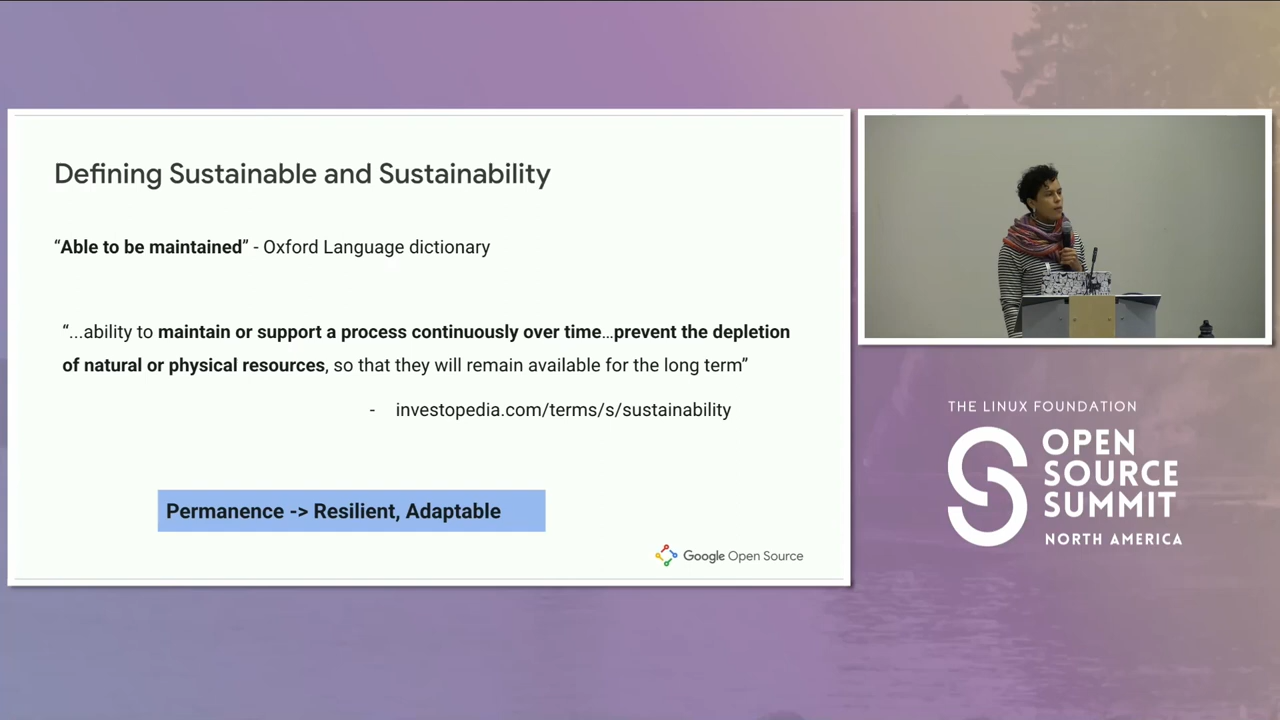 Defining Sustainable and Sustainability
“Able to be maintained” - Oxford Language dictionary
“...ability to maintain or support a process continuously over time…prevent the depletion
of natural or physical resources, so that they will remain available for the long term”
- investopedia.com/terms/s/sustainability
Permanence -> Resilient, Adaptable
Google Open Source
THE LINUX FOUNDATION
OPEN
SOURCE
SUMMIT
NORTH AMERICA